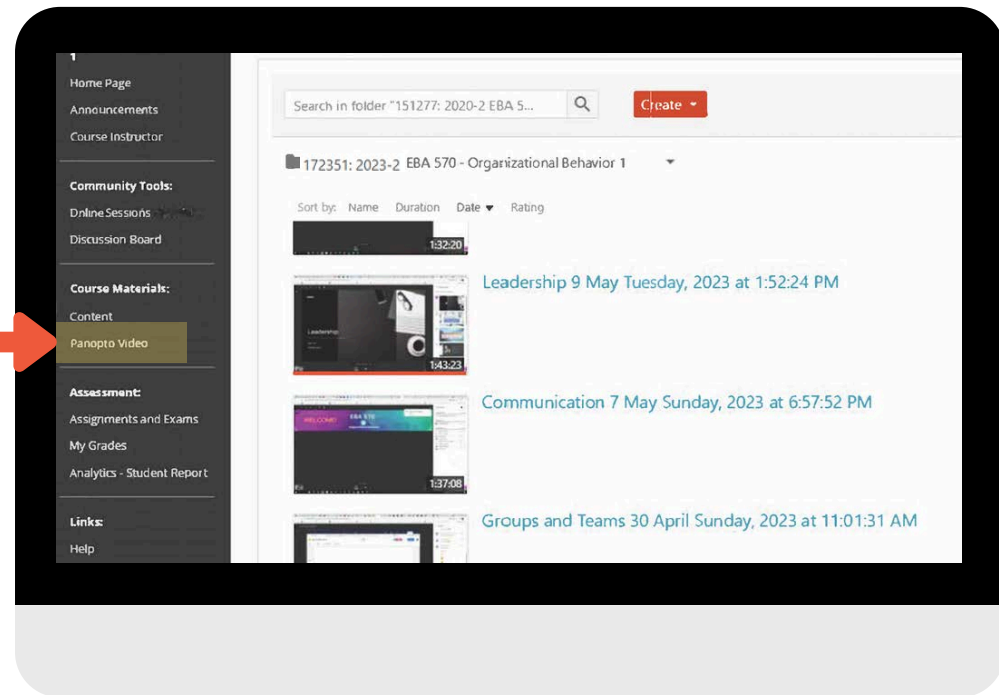 1
Home Page
Announcements
Course Instructor
Community Tools:
Online Sessions
Discussion Board
Course Materials:
Content
Panopto Video
Assessment:
Assignments and Exams
My Grades
Analytics - Student Report
Links:
Help
Search in folder "151277: 2020-2 EBA 5...
Create
172351: 2023-2 EBA 570 - Organizational Behavior 1
Sort by: Name Duration Date Rating
1:32:20
Leadership 9 May Tuesday, 2023 at 1:52:24 PM
Leadership
1:43:23
Communication 7 May Sunday, 2023 at 6:57:52 PM
WELCOME! EBA 570
1:37:08
Groups and Teams 30 April Sunday, 2023 at 11:01:31 AM